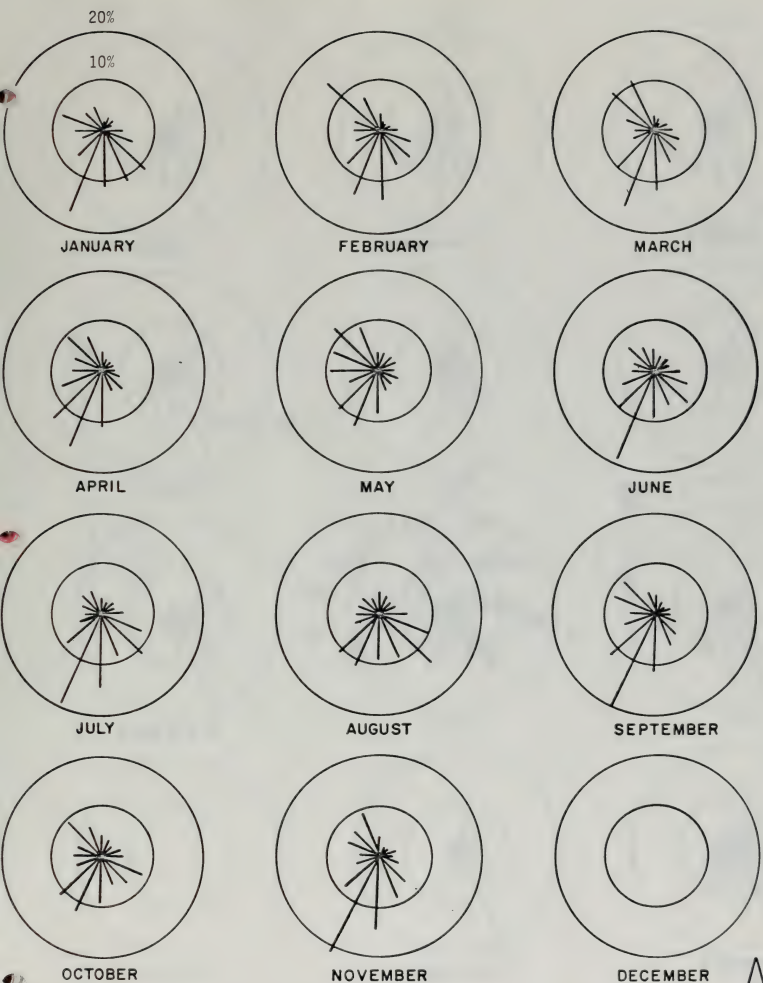 20%
10%
JANUARY
FEBRUARY
MARCH
APRIL
MAY
JUNE
JULY
AUGUST
SEPTEMBER
OCTOBER
NOVEMBER
DECEMBER